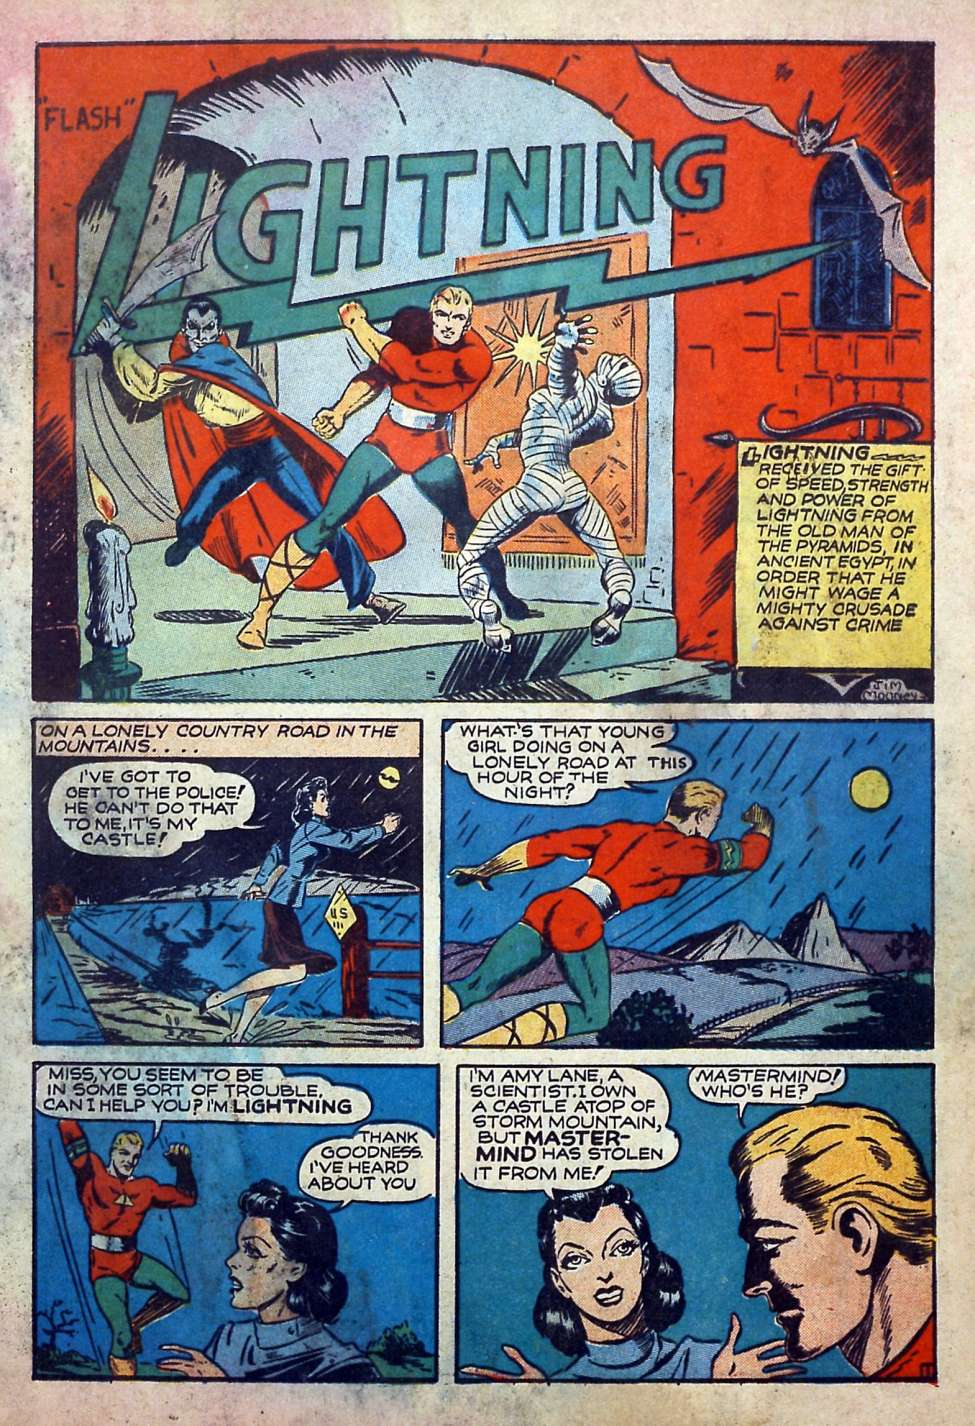 "FLASH"
LIGHTNING
LIGHTNING
RECEIVED THE GIFT
OF SPEED, STRENGTH
AND POWER OF
LIGHTNING FROM
THE OLD MAN OF
THE PYRAMIDS, IN
ANCIENT EGYPT, IN
ORDER THAT HE
MIGHT WAGE A
MIGHTY CRUSADE
AGAINST CRIME
JIM
MOONEY
ON A LONELY COUNTRY ROAD IN THE
MOUNTAINS....
I'VE GOT TO
GET TO THE POLICE!
HE CAN'T DO THAT
TO ME, IT'S MY
CASTLE!
US
111
WHAT'S THAT YOUNG
GIRL DOING ON A
LONELY ROAD AT THIS
HOUR OF THE
NIGHT?
MISS, YOU SEEM TO BE
IN SOME SORT OF TROUBLE,
CAN I HELP YOU? I'M LIGHTNING
THANK
GOODNESS.
I'VE HEARD
ABOUT YOU
I'M AMY LANE, A
SCIENTIST. I OWN
A CASTLE ATOP OF
STORM MOUNTAIN,
BUT MASTER-
MIND HAS STOLEN
IT FROM ME!
MASTERMIND!
WHO'S HE?